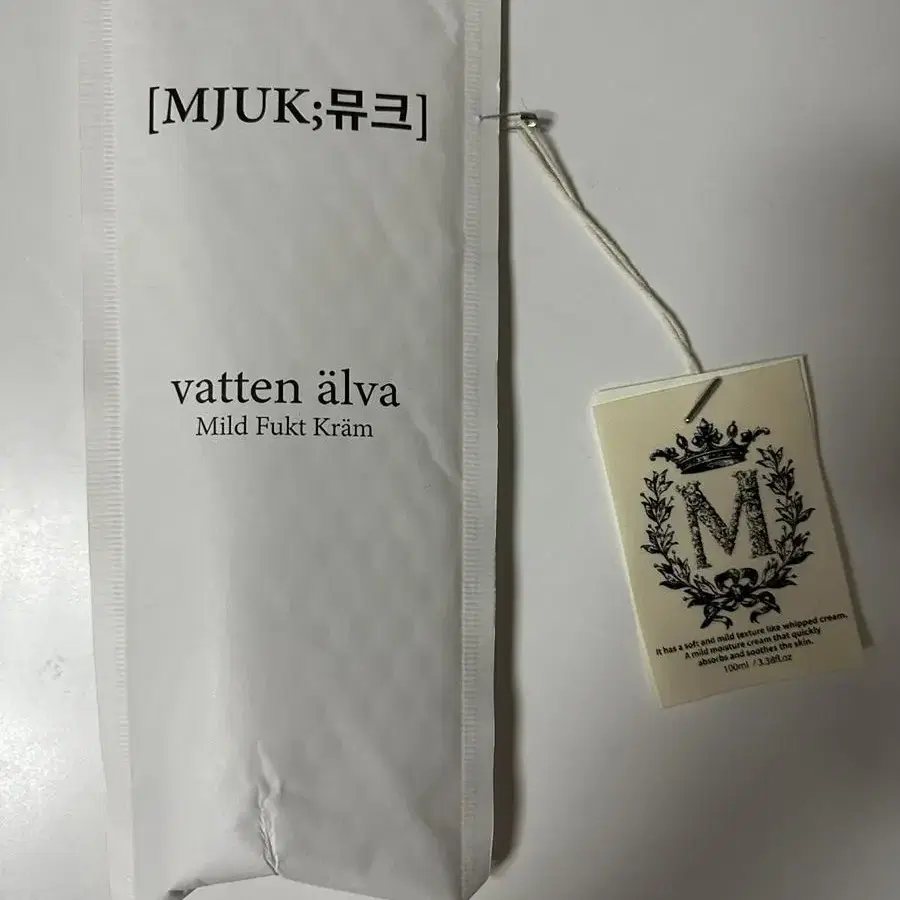 [MJUK;뮤크]
vatten älva
Mild Fukt Kräm
M
It has a soft and mild texture like whipped cream,
A mild moisture cream that quickly
absorbs and soothes the skin.
100ml / 3.38fl.oz